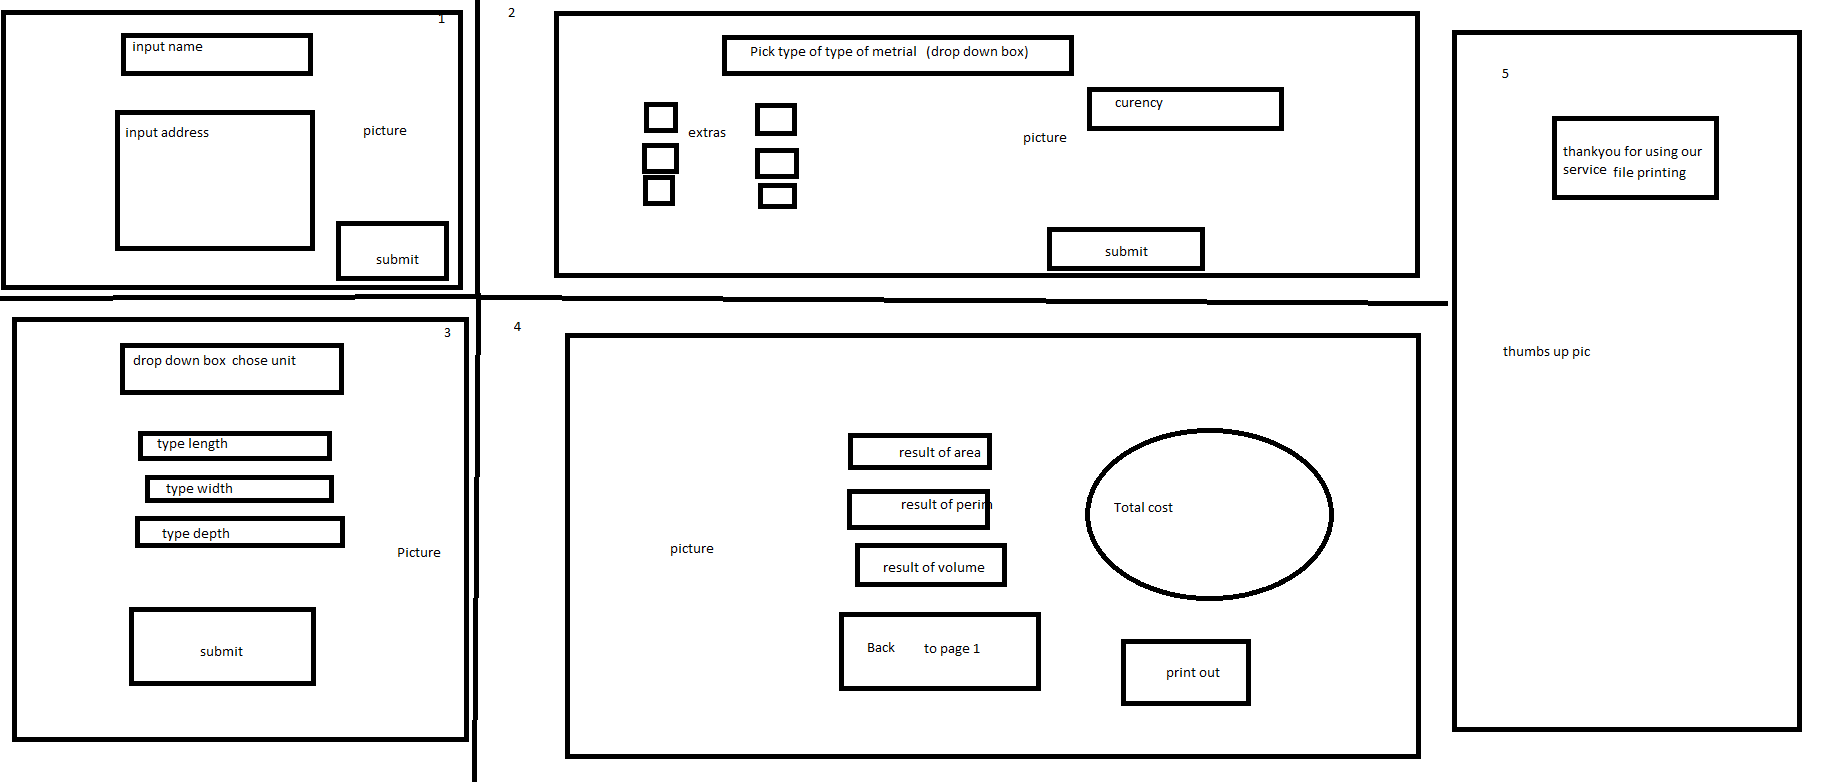 1
input name
input address
picture
submit
2
Pick type of type of metrial (drop down box)
curency
extras
picture
submit
3
drop down box chose unit
type length
type width
type depth
Picture
submit
4
result of area
result of perim
Total cost
picture
result of volume
Back to page 1
print out
5
thankyou for using our
service file printing
thumbs up pic